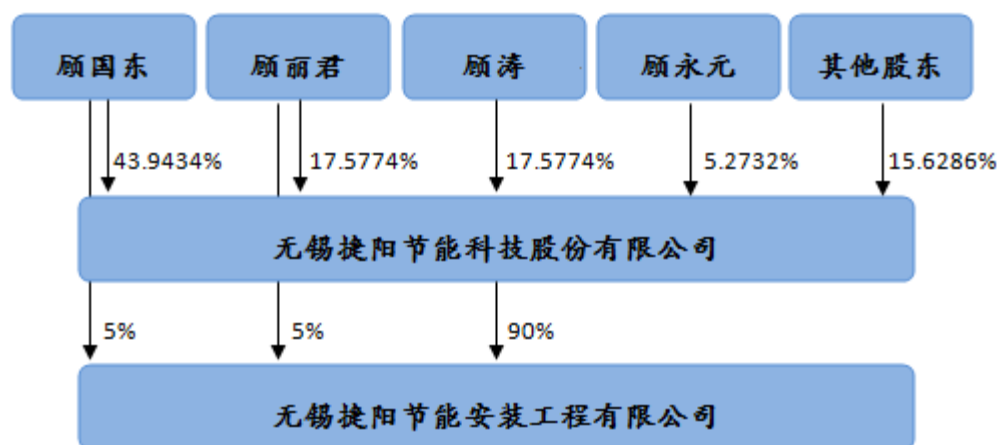 顾国东 顾丽君 顾涛 顾永元 其他股东
43.9434% 17.5774% 17.5774% 5.2732% 15.6286%
无锡捷阳节能科技股份有限公司
5% 5% 90%
无锡捷阳节能安装工程有限公司